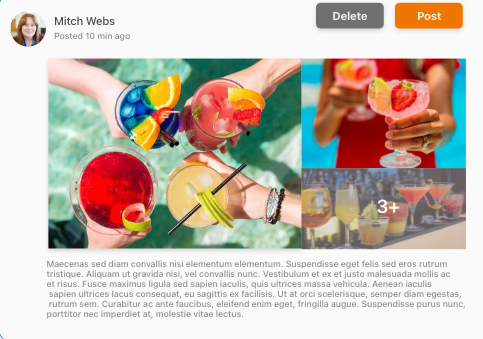 Mitch Webs
Posted 10 min ago
Delete
Post
3+
Maecenas sed diam convallis nisi elementum elementum. Suspendisse eget felis sed eros rutrum
tristique. Aliquam ut gravida nisi, vel convallis nunc. Vestibulum et ex et justo malesuada mollis ac
et risus. Fusce maximus ligula sed sapien iaculis, quis ultrices massa vehicula. Aenean iaculis
sapien ultrices lacus consequat, eu sagittis ex facilisis. Ut at orci scelerisque, semper diam egestas,
rutrum sem. Curabitur ac ante faucibus, eleifend enim eget, fringilla augue. Suspendisse purus nunc,
porttitor nec imperdiet at, molestie vitae lectus.